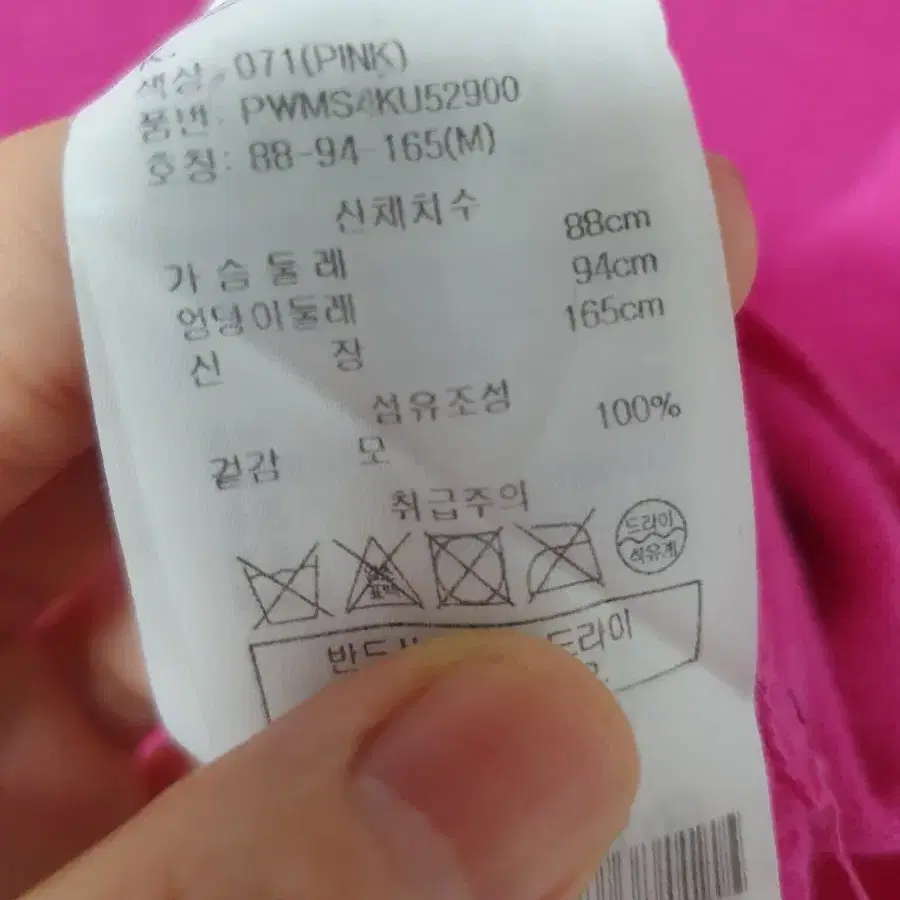 색상: 071(PINK)
품번: PWMS4KU52900
호칭: 88-94-165(M)
신체치수
가슴둘레 88cm
엉덩이둘레 94cm
신장 165cm
섬유조성
겉감 모 100%
취급주의
표백
드라이
석유계
드라이